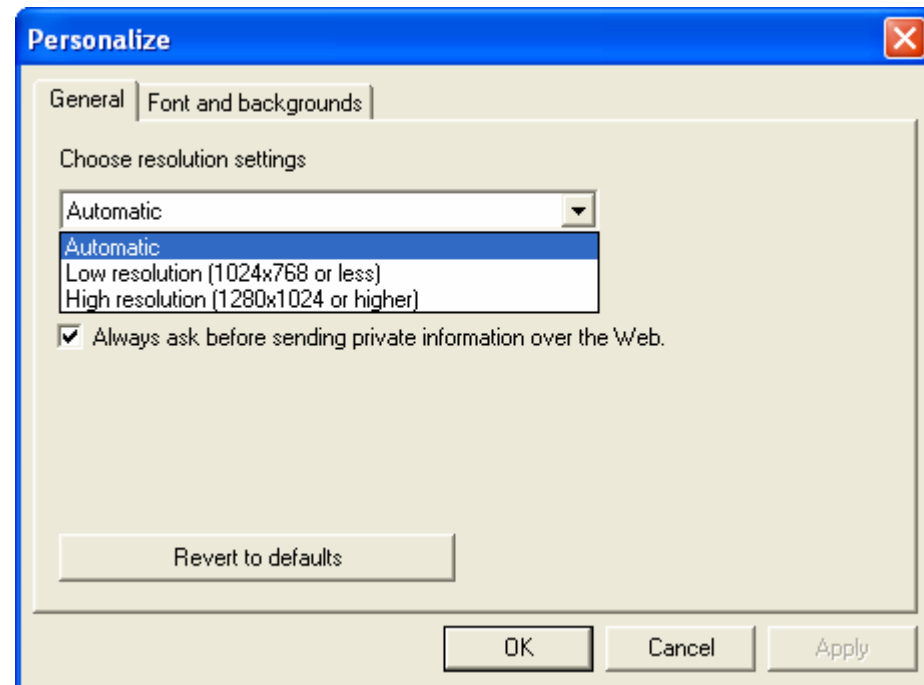 Personalize
General
Font and backgrounds
Choose resolution settings
Automatic
Automatic
Low resolution (1024x768 or less)
High resolution (1280x1024 or higher)
Always ask before sending private information over the Web.
Revert to defaults
OK
Cancel
Apply